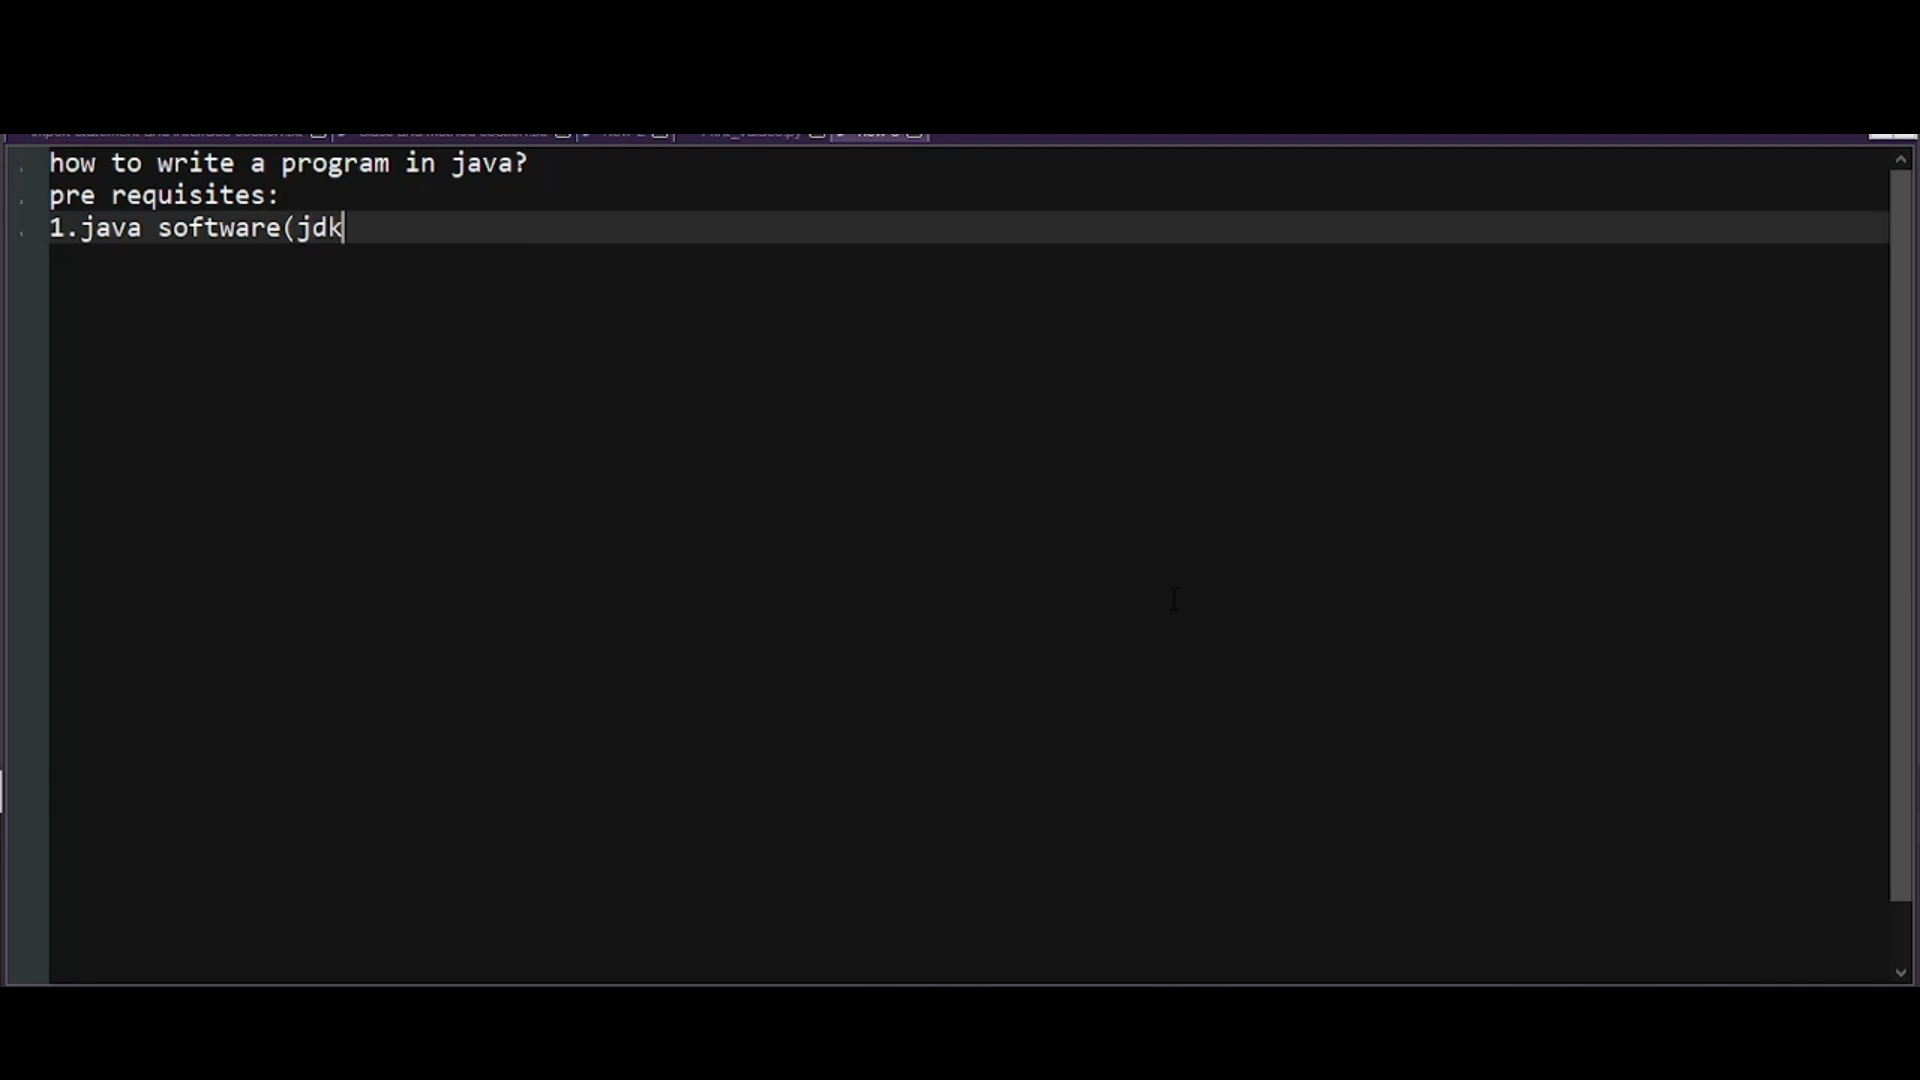 how to write a program in java?
pre requisites:
1.java software(jdk